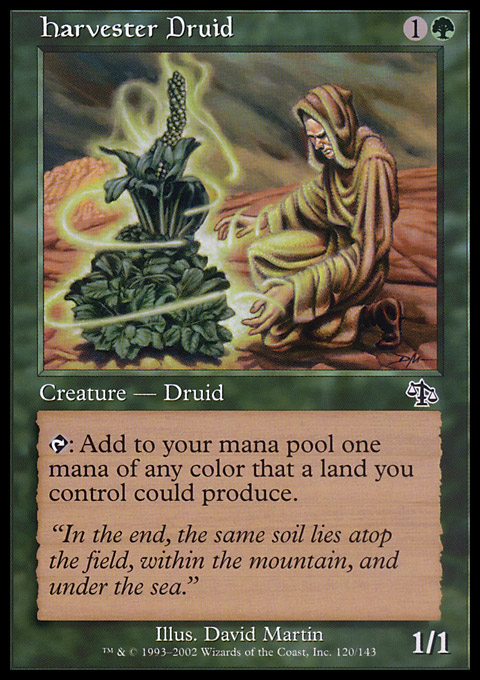 Harvester Druid 1
Creature — Druid
: Add to your mana pool one
mana of any color that a land you
control could produce.
“In the end, the same soil lies atop
the field, within the mountain, and
under the sea.”
Illus. David Martin
™ & © 1993–2002 Wizards of the Coast, Inc. 120/143
1/1
DM